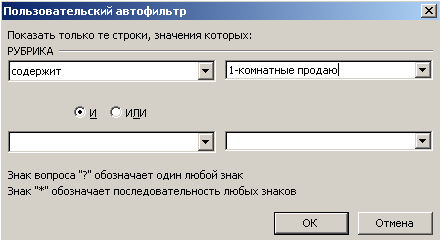 Пользовательский автофильтр
Показать только те строки, значения которых:
РУБРИКА
содержит 1-комнатные продаю
И ИЛИ
Знак вопроса "?" обозначает один любой знак
Знак "*" обозначает последовательность любых знаков
ОК Отмена